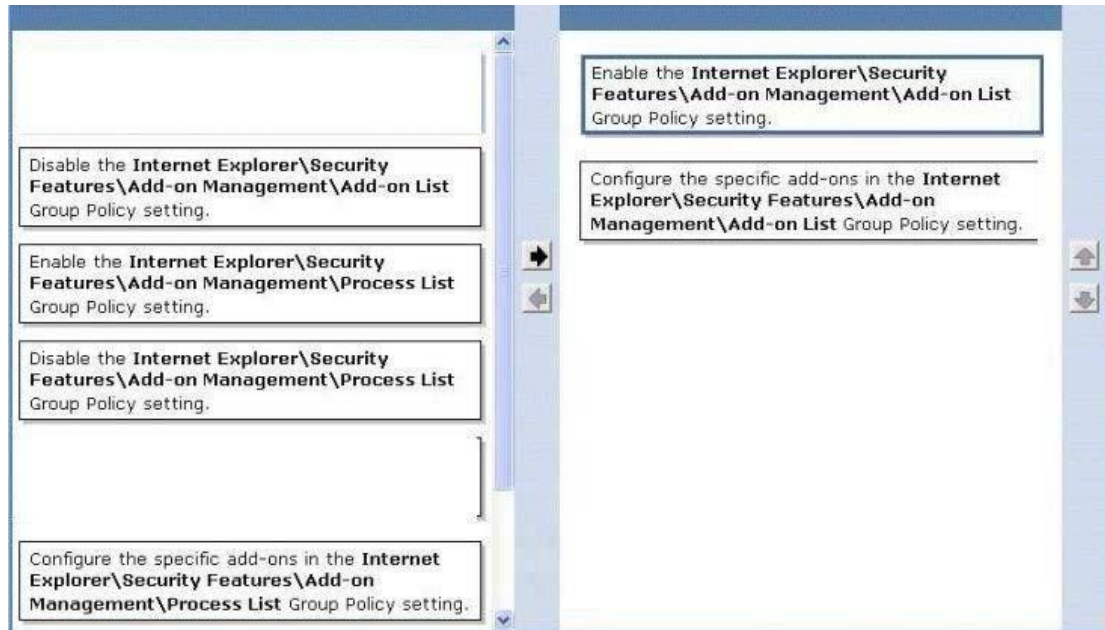 Disable the Internet Explorer\Security
Features\Add-on Management\Add-on List
Group Policy setting.
Enable the Internet Explorer\Security
Features\Add-on Management\Process List
Group Policy setting.
Disable the Internet Explorer\Security
Features\Add-on Management\Process List
Group Policy setting.
Configure the specific add-ons in the Internet
Explorer\Security Features\Add-on
Management\Process List Group Policy setting.
Enable the Internet Explorer\Security
Features\Add-on Management\Add-on List
Group Policy setting.
Configure the specific add-ons in the Internet
Explorer\Security Features\Add-on
Management\Add-on List Group Policy setting.